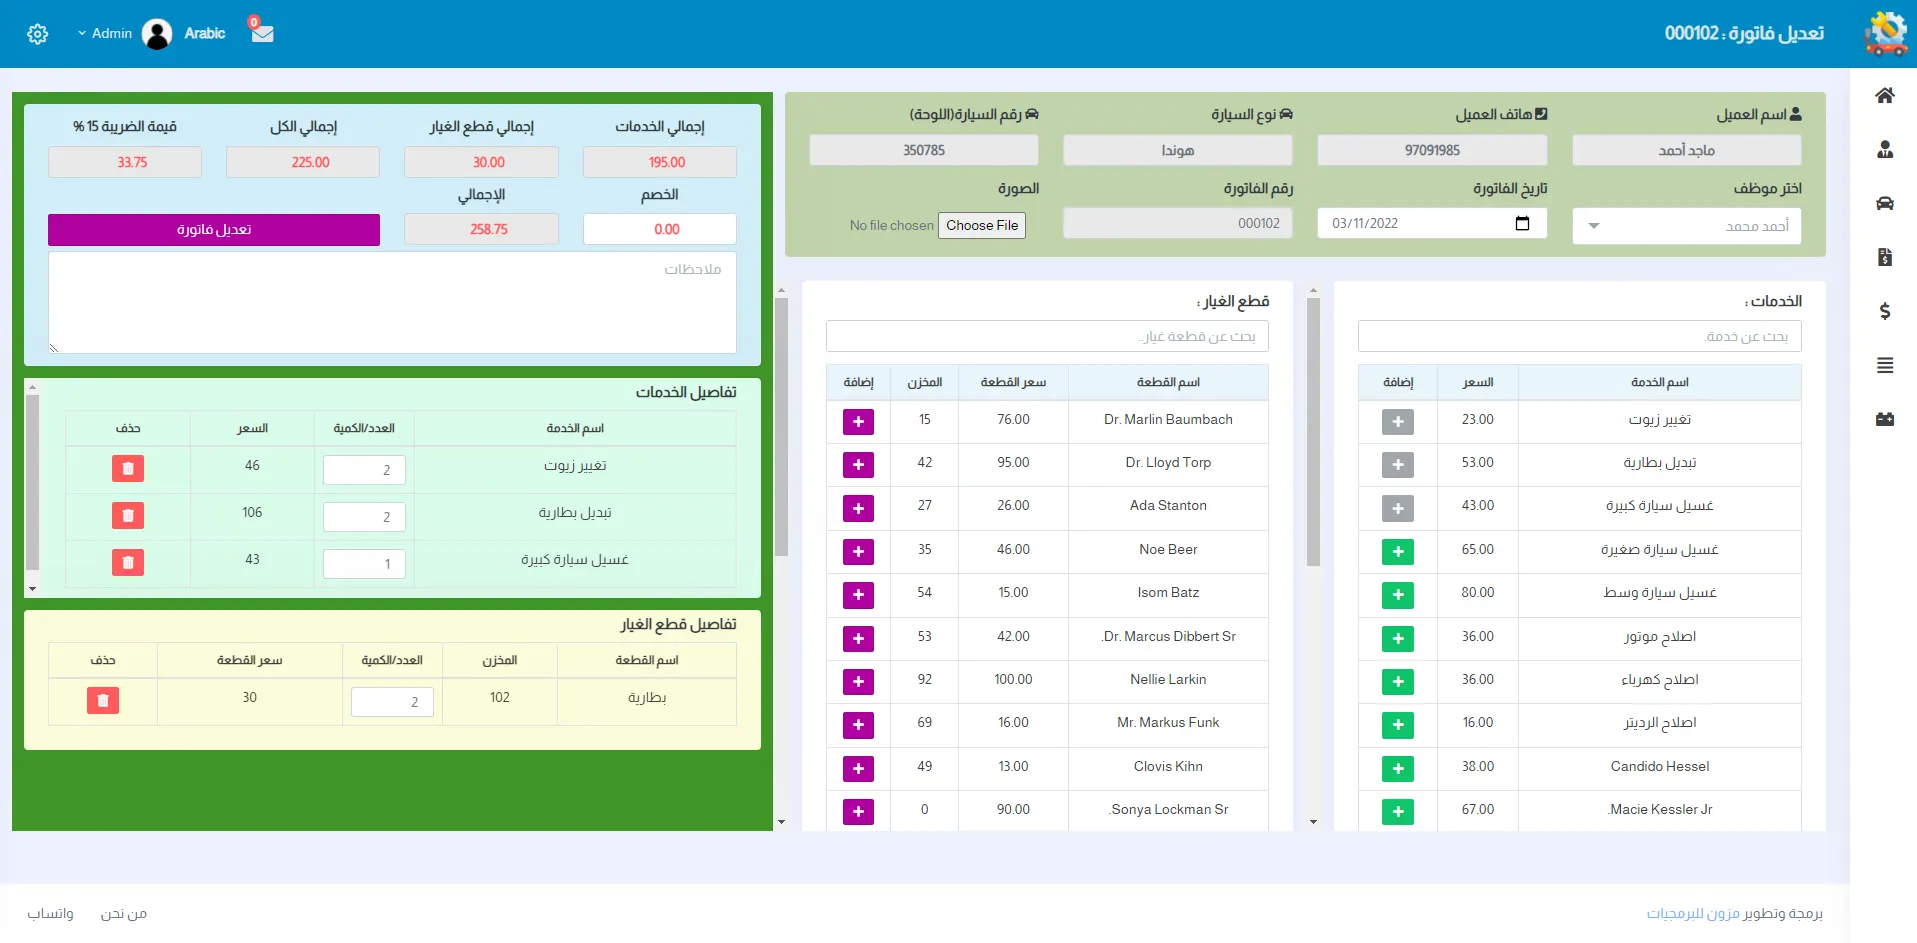 تعديل فاتورة : 000102
0
Arabic
Admin
اسم العميل
هاتف العميل
نوع السيارة
رقم السيارة(اللوحة)
ماجد أحمد
97091985
هوندا
350785
اختر موظف
تاريخ الفاتورة
رقم الفاتورة
الصورة
أحمد محمد
03/11/2022
000102
Choose File No file chosen
الخدمات :
بحث عن خدمة.
اسم الخدمة السعر إضافة
تغيير زيوت 23.00
تبديل بطارية 53.00
غسيل سيارة كبيرة 43.00
غسيل سيارة صغيرة 65.00
غسيل سيارة وسط 80.00
اصلاح موتور 36.00
اصلاح كهرباء 36.00
اصلاح الرديتر 16.00
Candido Hessel 38.00
.Macie Kessler Jr 67.00
قطع الغيار :
بحث عن قطعة غيار..
اسم القطعة سعر القطعة المخزن إضافة
Dr. Marlin Baumbach 76.00 15
Dr. Lloyd Torp 95.00 42
Ada Stanton 26.00 27
Noe Beer 46.00 35
Isom Batz 15.00 54
.Dr. Marcus Dibbert Sr 42.00 53
Nellie Larkin 100.00 92
Mr. Markus Funk 16.00 69
Clovis Kihn 13.00 49
.Sonya Lockman Sr 90.00 0
إجمالي الخدمات
إجمالي قطع الغيار
إجمالي الكل
قيمة الضريبة 15 %
195.00
30.00
225.00
33.75
الخصم
الإجمالي
0.00
258.75
تعديل فاتورة
ملاحظات
تفاصيل الخدمات
اسم الخدمة العدد/الكمية السعر حذف
تغيير زيوت 2 46
تبديل بطارية 2 106
غسيل سيارة كبيرة 1 43
تفاصيل قطع الغيار
اسم القطعة المخزن العدد/الكمية سعر القطعة حذف
بطارية 102 2 30
برمجة وتطوير مزون للبرمجيات
من نحن
واتساب